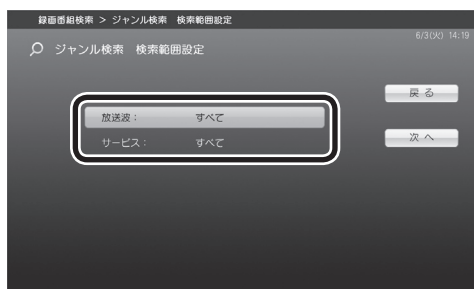 録画番組検索 > ジャンル検索 検索範囲設定
6/3(火) 14:19
ジャンル検索 検索範囲設定
戻る
放送波: すべて
次へ
サービス: すべて